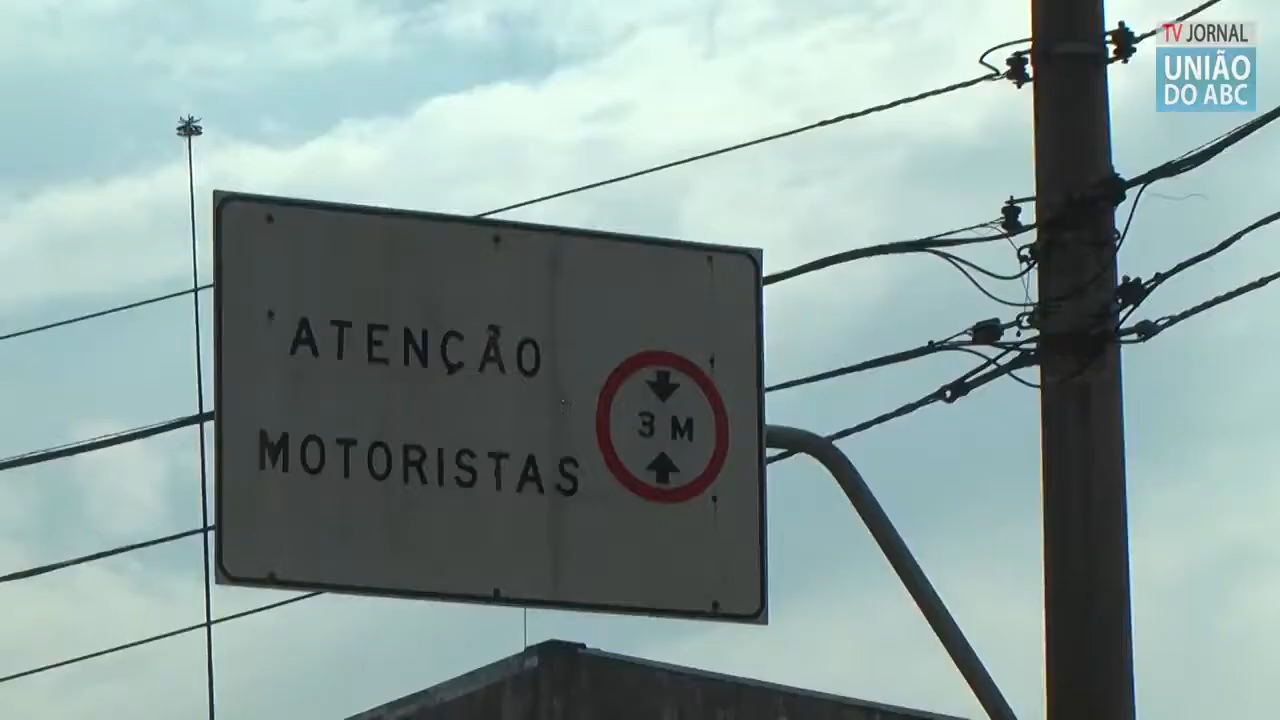 TV JORNAL
UNIÃO
DO ABC
ATENÇÃO
MOTORISTAS
3 M